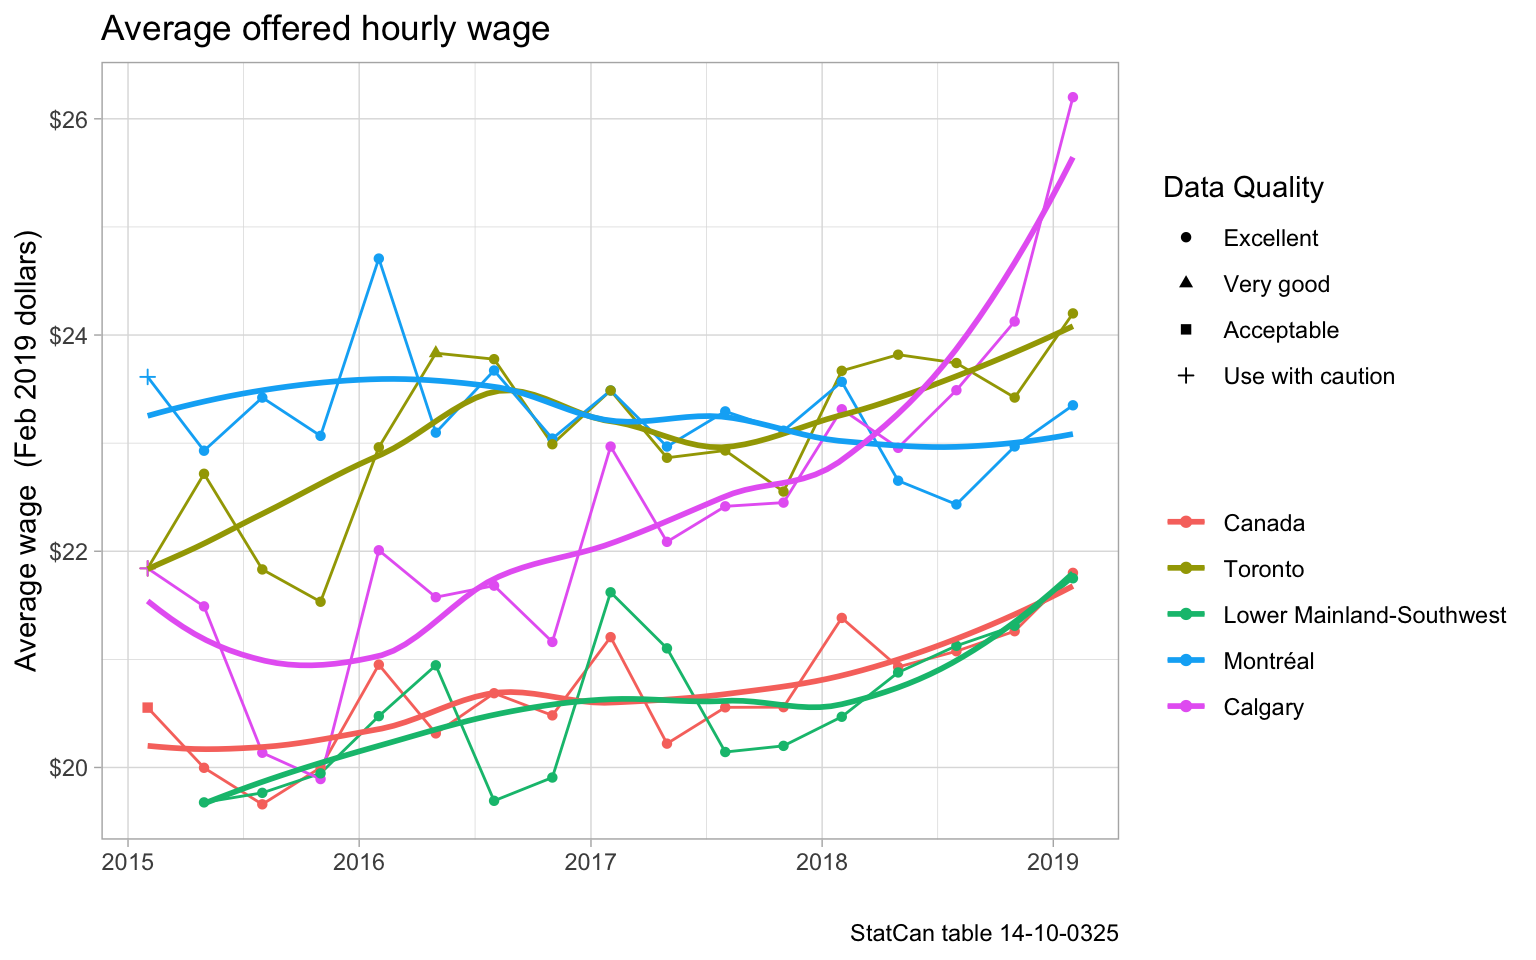 Average offered hourly wage
Average wage  (Feb 2019 dollars)
$26
$24
$22
$20
2015 2016 2017 2018 2019
Data Quality
Excellent
Very good
Acceptable
Use with caution
Canada
Toronto
Lower Mainland-Southwest
Montréal
Calgary
StatCan table 14-10-0325